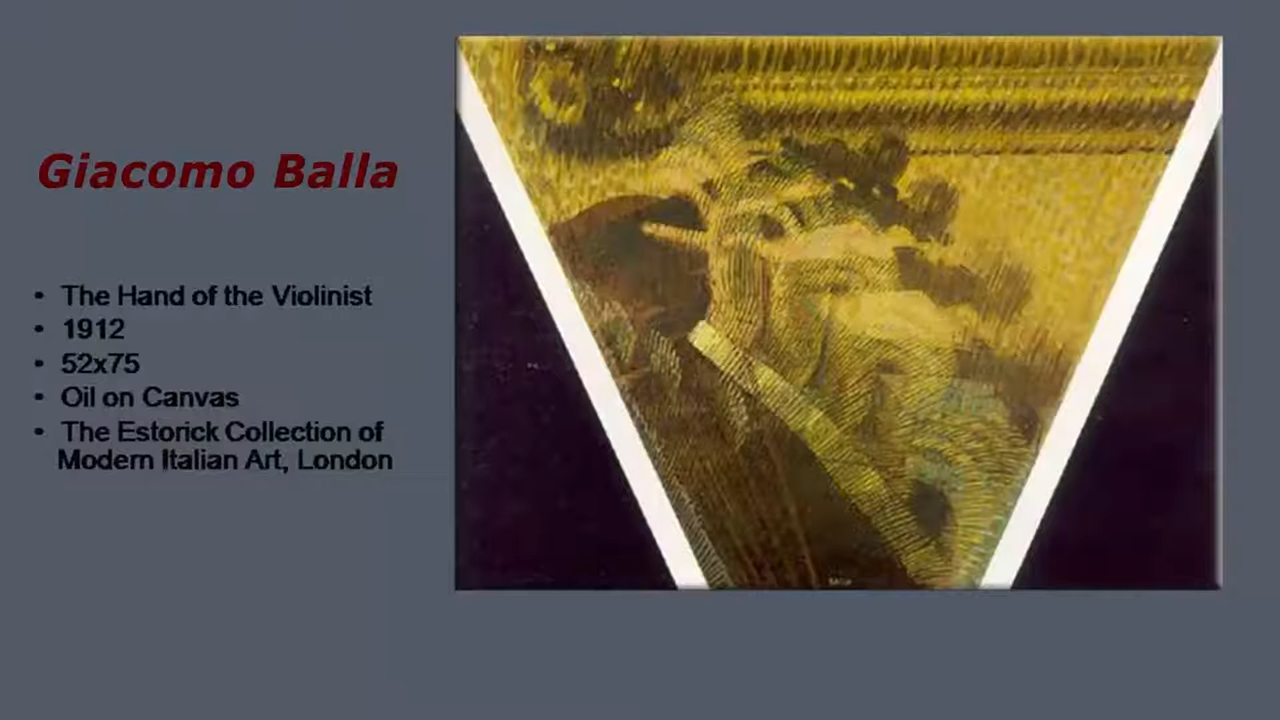 Giacomo Balla
• The Hand of the Violinist
• 1912
• 52x75
• Oil on Canvas
• The Estorick Collection of
Modern Italian Art, London